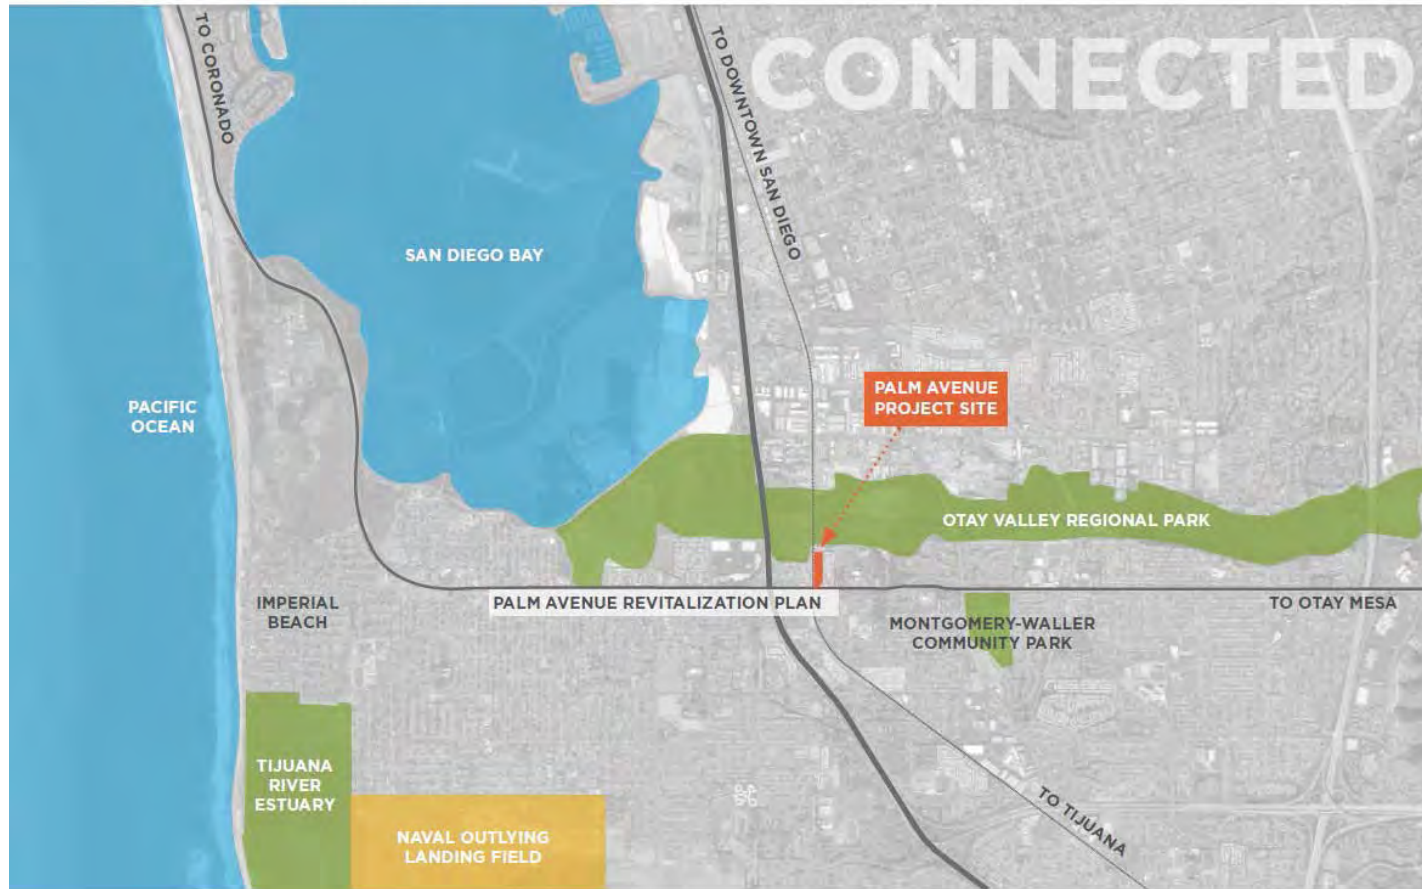 CONNECTED
TO CORONADO
TO DOWNTOWN SAN DIEGO
SAN DIEGO BAY
PALM AVENUE
PROJECT SITE
PACIFIC
OCEAN
OTAY VALLEY REGIONAL PARK
IMPERIAL
BEACH
PALM AVENUE REVITALIZATION PLAN
TO OTAY MESA
MONTGOMERY-WALLER
COMMUNITY PARK
TIJUANA
RIVER
ESTUARY
TO TIJUANA
NAVAL OUTLYING
LANDING FIELD